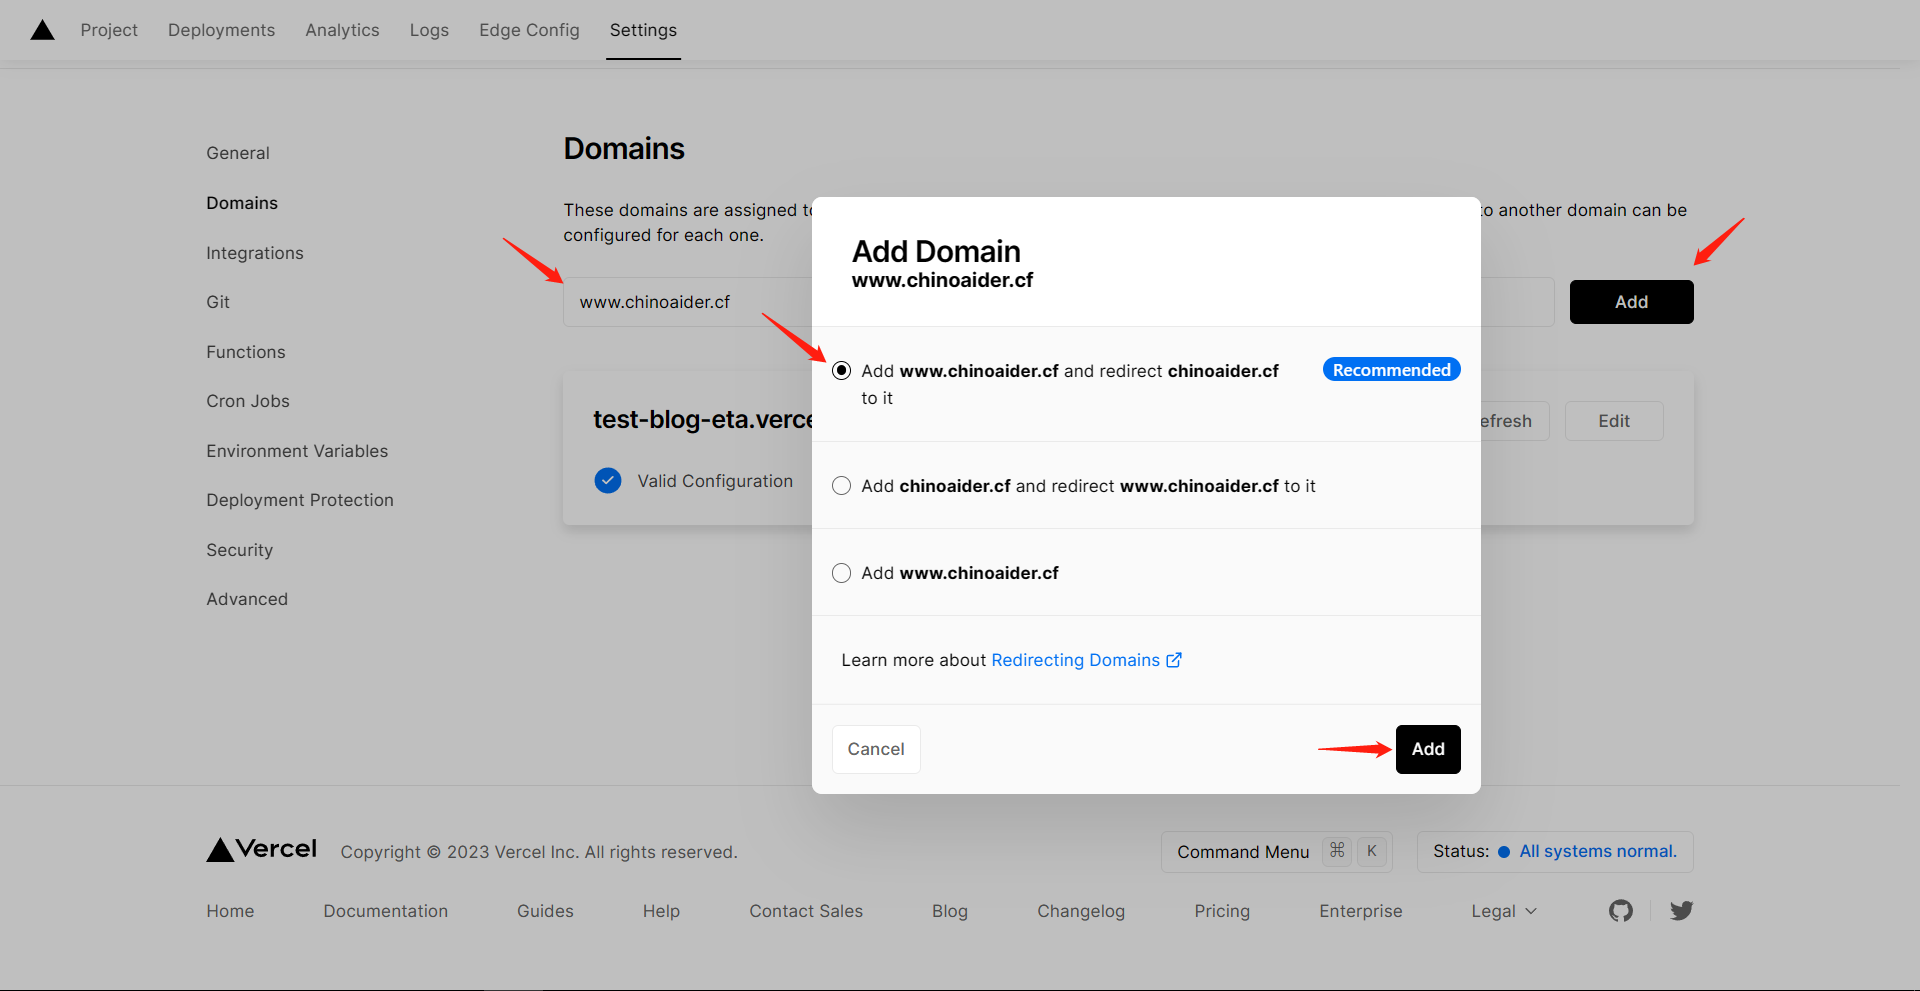 Project Deployments Analytics Logs Edge Config Settings
General
Domains
Integrations
Git
Functions
Cron Jobs
Environment Variables
Deployment Protection
Security
Advanced
Domains
These domains are assigned to another domain can be
configured for each one.
www.chinoaider.cf
Add
test-blog-eta.verce
efresh
Edit
Valid Configuration
Add Domain
www.chinoaider.cf
Add www.chinoaider.cf and redirect chinoaider.cf
to it
Recommended
Add chinoaider.cf and redirect www.chinoaider.cf to it
Add www.chinoaider.cf
Learn more about Redirecting Domains
Cancel
Add
Vercel Copyright © 2023 Vercel Inc. All rights reserved.
Command Menu ⌘ K
Status: All systems normal.
Home Documentation Guides Help Contact Sales Blog Changelog Pricing Enterprise Legal